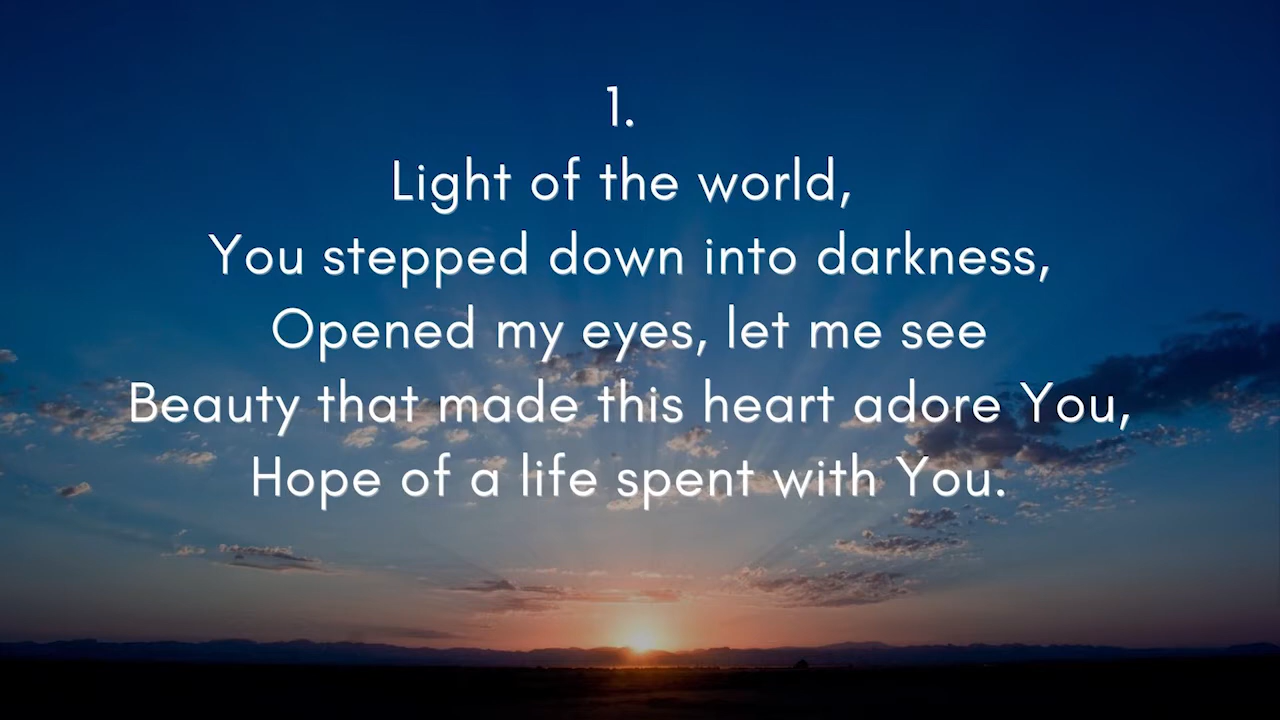 1.
Light of the world,
You stepped down into darkness,
Opened my eyes, let me see
Beauty that made this heart adore You,
Hope of a life spent with You.